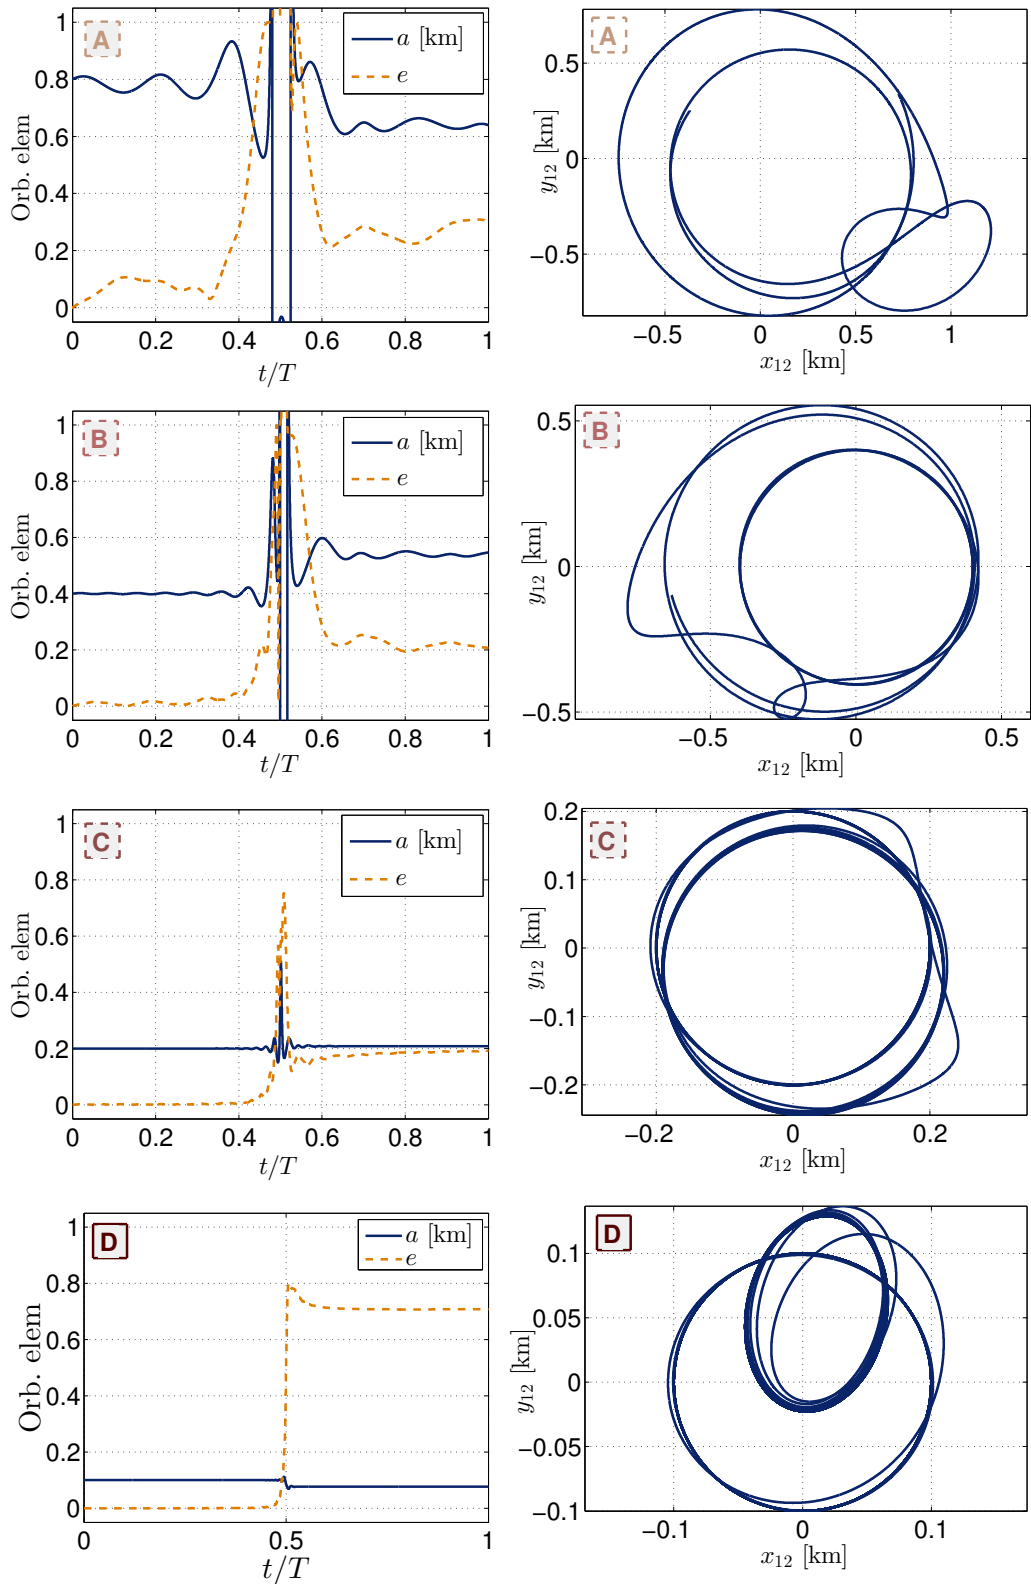 A
a [km]
e
Orb. elem
1
0.8
0.6
0.4
0.2
0
0 0.2 0.4 0.6 0.8 1
t/T
A
y₁₂ [km]
0.5
0
−0.5
−0.5 0 0.5 1
x₁₂ [km]
B
a [km]
e
Orb. elem
1
0.8
0.6
0.4
0.2
0
0 0.2 0.4 0.6 0.8 1
t/T
B
y₁₂ [km]
0.5
0
−0.5
−0.5 0 0.5
x₁₂ [km]
C
a [km]
e
Orb. elem
1
0.8
0.6
0.4
0.2
0
0 0.2 0.4 0.6 0.8 1
t/T
C
y₁₂ [km]
0.2
0.1
0
−0.1
−0.2
−0.2 0 0.2
x₁₂ [km]
D
a [km]
e
Orb. elem
1
0.8
0.6
0.4
0.2
0
0 0.5 1
t/T
D
y₁₂ [km]
0.1
0.05
0
−0.05
−0.1
−0.1 0 0.1
x₁₂ [km]